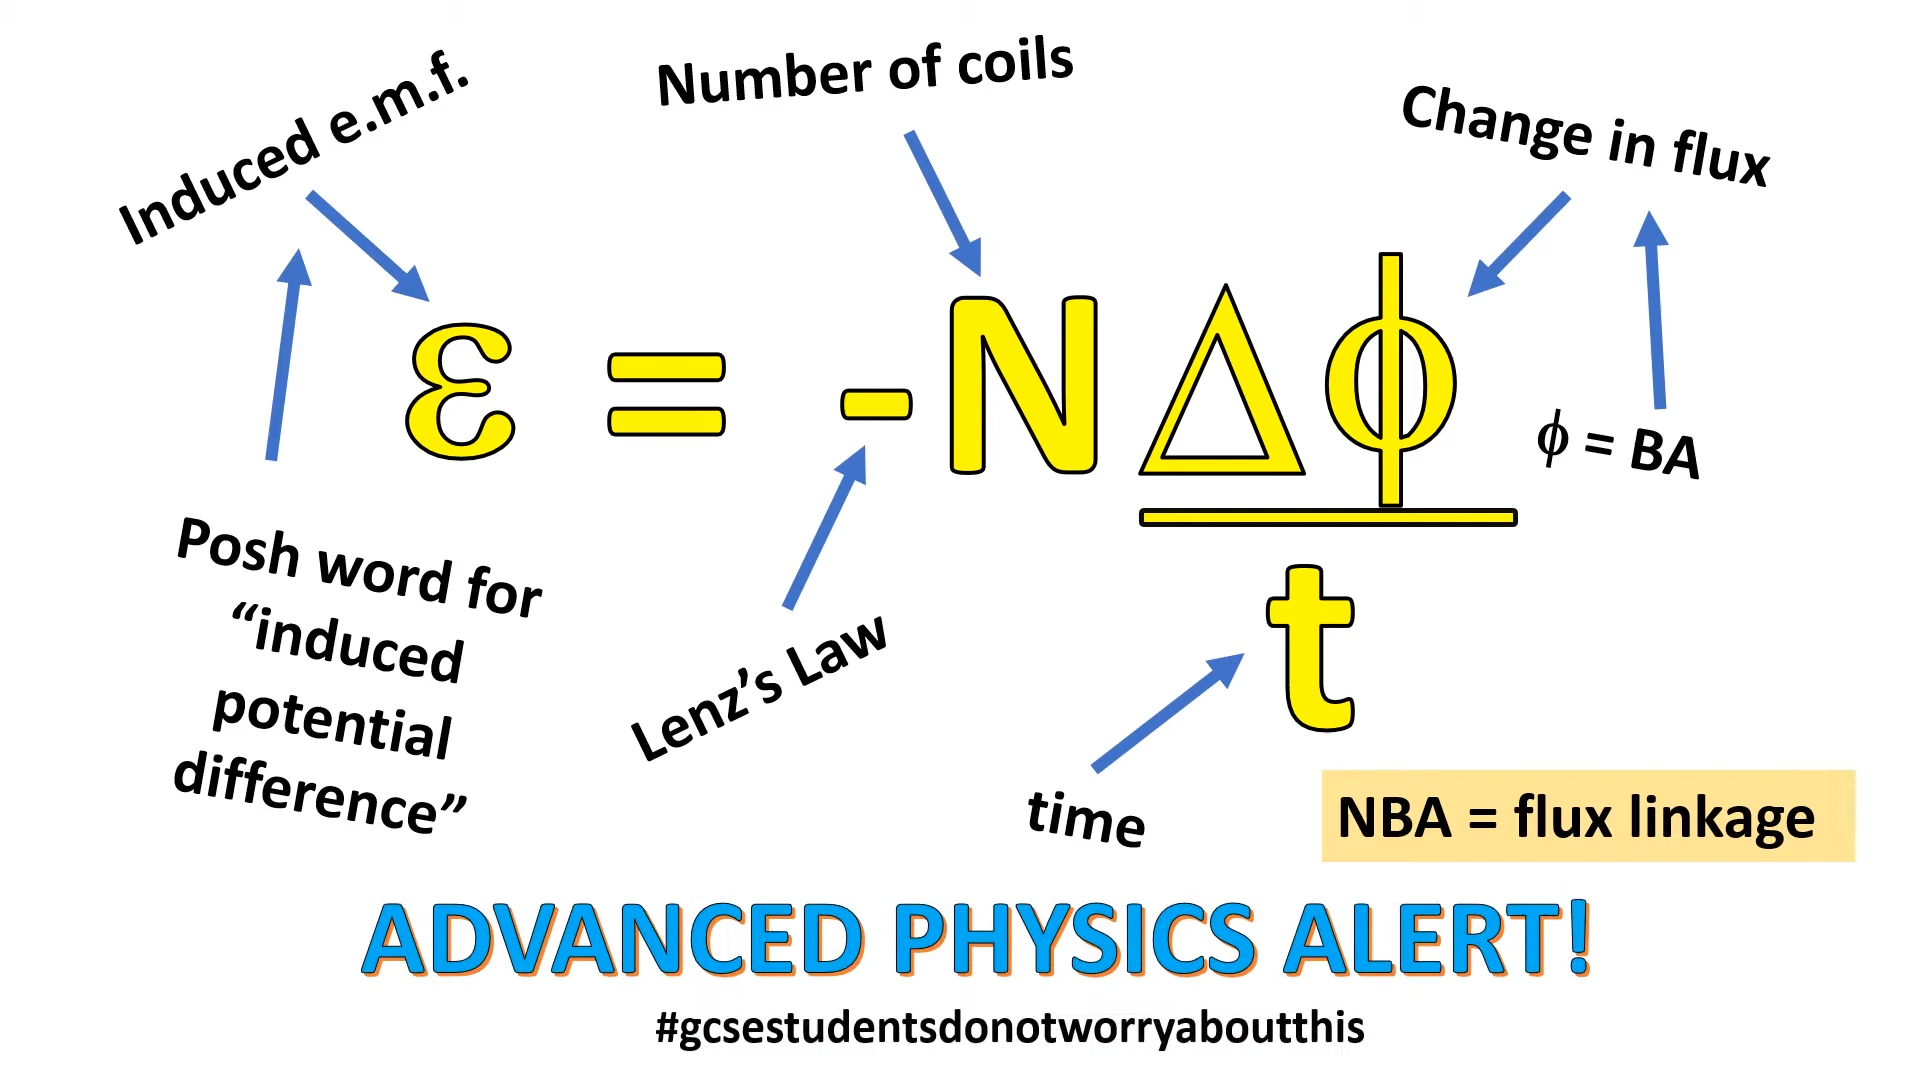 Induced e.m.f.
Number of coils
Change in flux
ε = -NΔϕ
t
ϕ = BA
Posh word for
“induced
potential
difference”
Lenz’s Law
time
NBA = flux linkage
ADVANCED PHYSICS ALERT!
#gcsestudentsdonotworryaboutthis